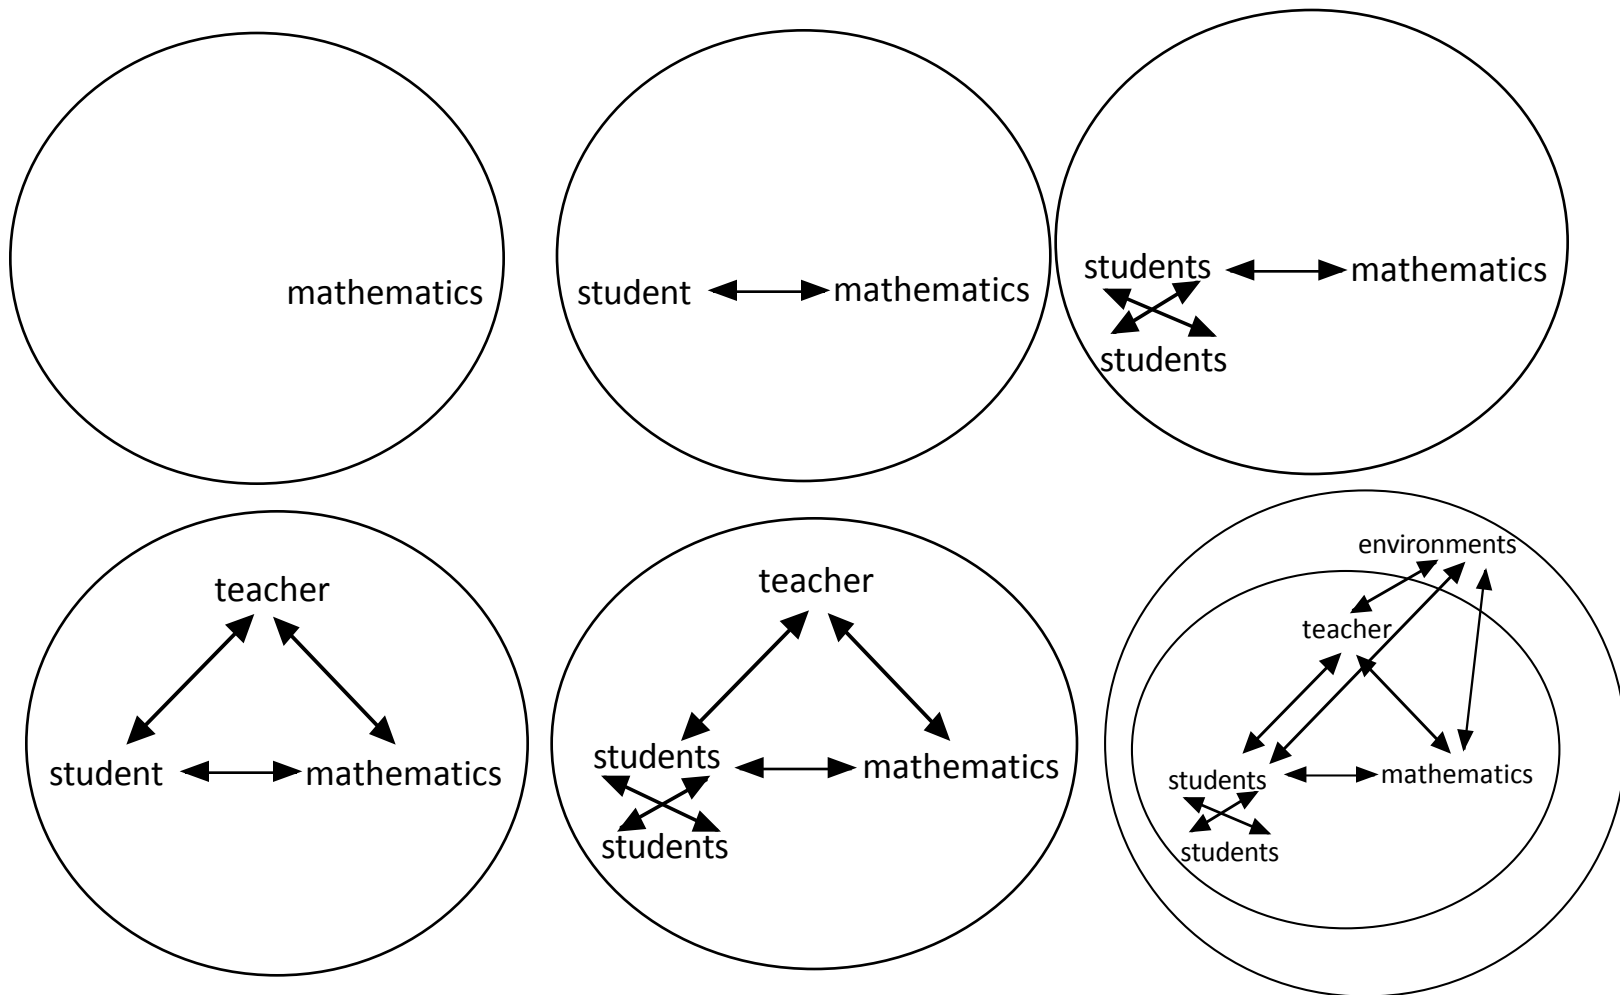 mathematics
student mathematics
students mathematics
students
teacher
student mathematics
teacher
students mathematics
students
environments
teacher
students mathematics
students